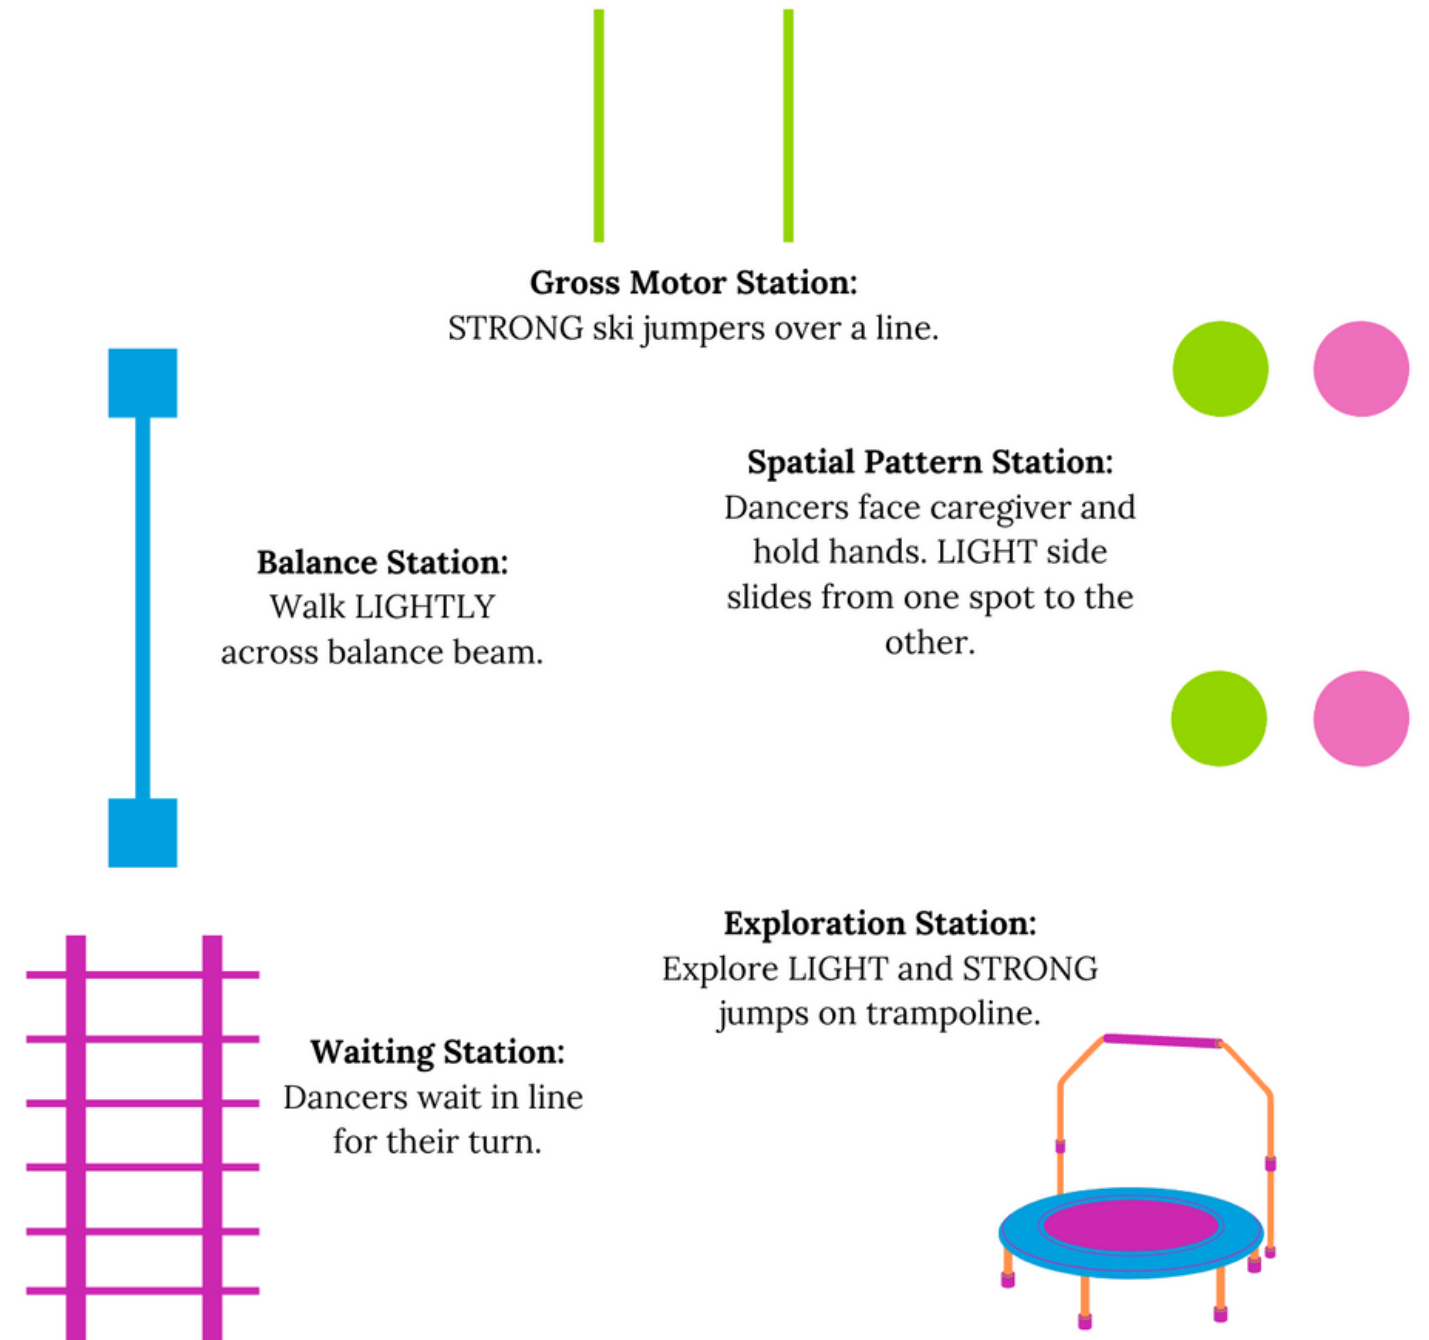 Gross Motor Station:
STRONG ski jumpers over a line.
Spatial Pattern Station:
Dancers face caregiver and
hold hands. LIGHT side
slides from one spot to the
other.
Balance Station:
Walk LIGHTLY
across balance beam.
Exploration Station:
Explore LIGHT and STRONG
jumps on trampoline.
Waiting Station:
Dancers wait in line
for their turn.